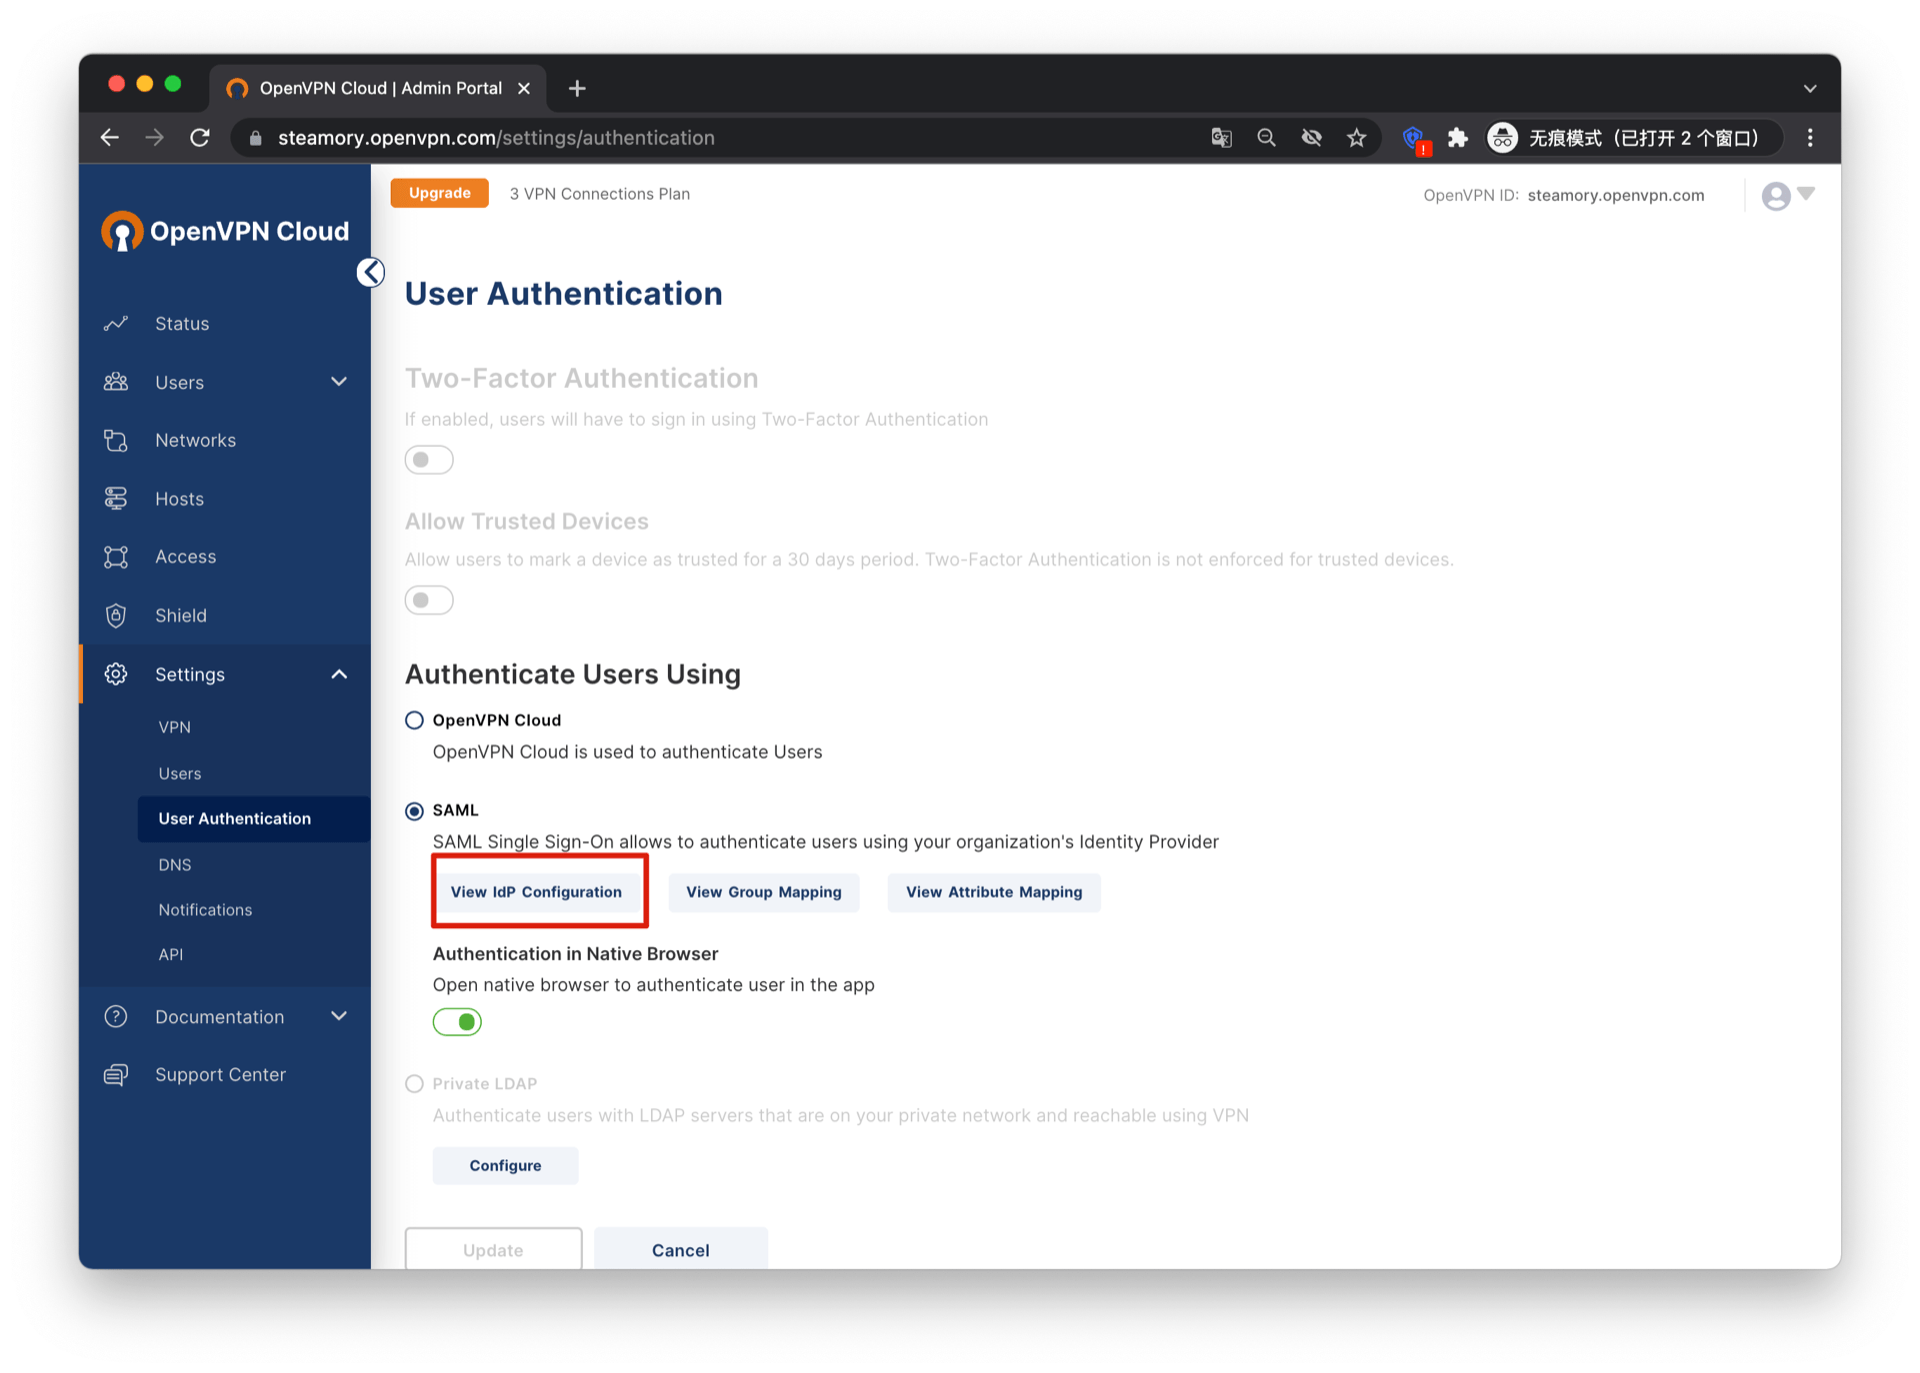 OpenVPN Cloud | Admin Portal
steamory.openvpn.com/settings/authentication
无痕模式（已打开 2 个窗口）
Upgrade
3 VPN Connections Plan
OpenVPN ID: steamory.openvpn.com
OpenVPN Cloud
Status
Users
Networks
Hosts
Access
Shield
Settings
VPN
Users
User Authentication
DNS
Notifications
API
Documentation
Support Center
User Authentication
Two-Factor Authentication
If enabled, users will have to sign in using Two-Factor Authentication
Allow Trusted Devices
Allow users to mark a device as trusted for a 30 days period. Two-Factor Authentication is not enforced for trusted devices.
Authenticate Users Using
OpenVPN Cloud
OpenVPN Cloud is used to authenticate Users
SAML
SAML Single Sign-On allows to authenticate users using your organization's Identity Provider
View IdP Configuration
View Group Mapping
View Attribute Mapping
Authentication in Native Browser
Open native browser to authenticate user in the app
Private LDAP
Authenticate users with LDAP servers that are on your private network and reachable using VPN
Configure
Update
Cancel